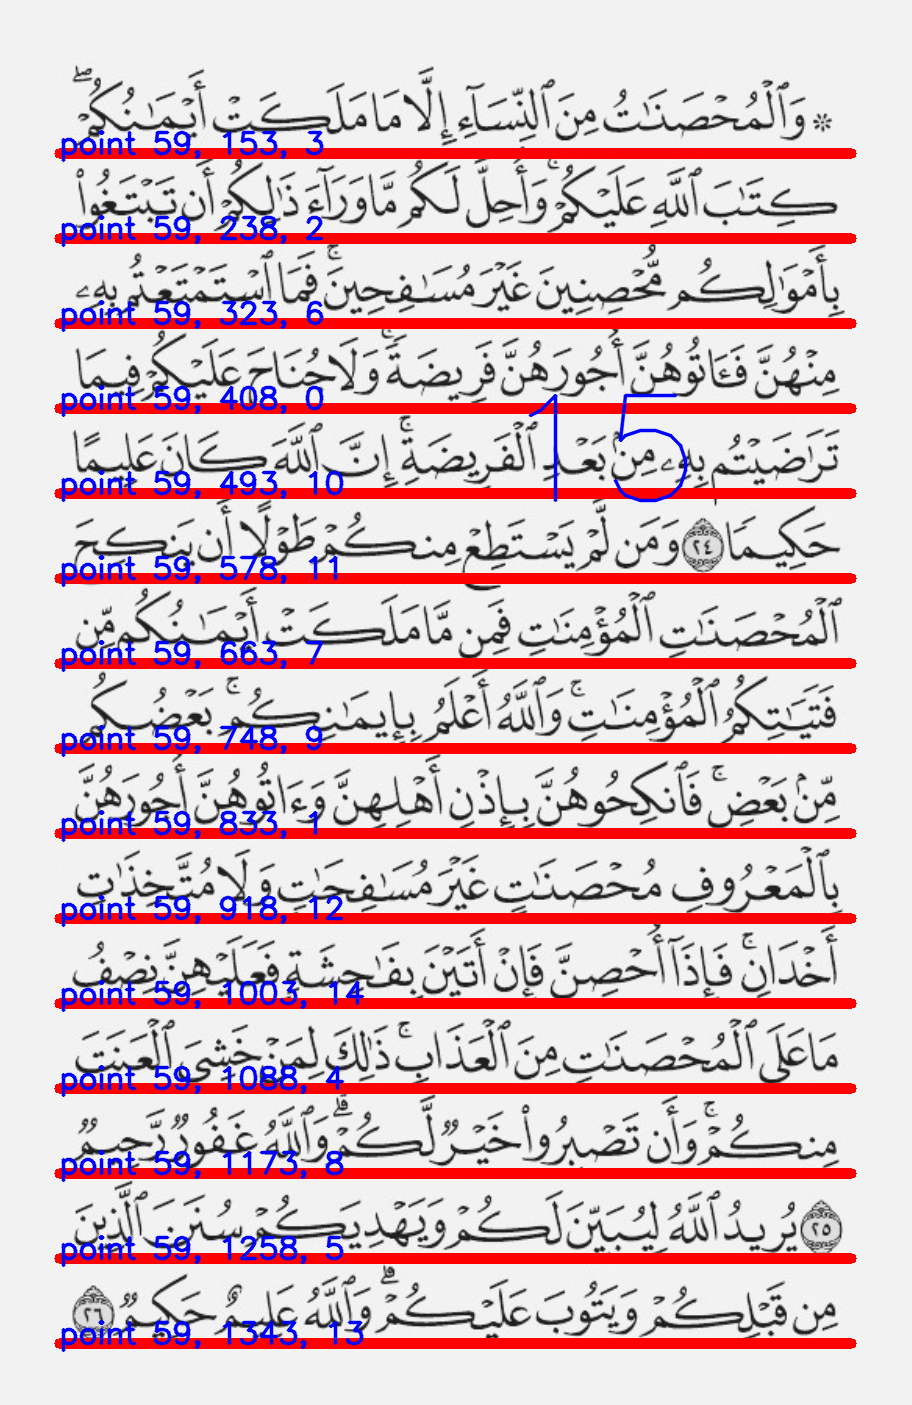 ۞ وَٱلْمُحْصَنَٰتُ مِنَ ٱلنِّسَآءِ إِلَّا مَا مَلَكَتْ أَيْمَٰنُكُمْ ۖ
point 59, 153, 3
كِتَٰبَ ٱللَّهِ عَلَيْكُمْ ۚ وَأُحِلَّ لَكُم مَّا وَرَآءَ ذَٰلِكُمْ أَن تَبْتَغُوا۟
point 59, 238, 2
بِأَمْوَٰلِكُم مُّحْصِنِينَ غَيْرَ مُسَٰفِحِينَ ۚ فَمَا ٱسْتَمْتَعْتُم بِهِۦ
point 59, 323, 6
مِنْهُنَّ فَـَٔاتُوهُنَّ أُجُورَهُنَّ فَرِيضَةً ۚ وَلَا جُنَاحَ عَلَيْكُمْ فِيمَا
point 59, 408, 0
15
تَرَٰضَيْتُم بِهِۦ مِنۢ بَعْدِ ٱلْفَرِيضَةِ ۚ إِنَّ ٱللَّهَ كَانَ عَلِيمًا
point 59, 493, 10
حَكِيمًا ٢٤ وَمَن لَّمْ يَسْتَطِعْ مِنكُمْ طَوْلًا أَن يَنكِحَ
point 59, 578, 11
ٱلْمُحْصَنَٰتِ ٱلْمُؤْمِنَٰتِ فَمِن مَّا مَلَكَتْ أَيْمَٰنُكُم مِّن
point 59, 663, 7
فَتَيَٰتِكُمُ ٱلْمُؤْمِنَٰتِ ۚ وَٱللَّهُ أَعْلَمُ بِإِيمَٰنِكُم ۚ بَعْضُكُم
point 59, 748, 9
مِّنۢ بَعْضٍ ۚ فَٱنكِحُوهُنَّ بِإِذْنِ أَهْلِهِنَّ وَءَاتُوهُنَّ أُجُورَهُنَّ
point 59, 833, 1
بِٱلْمَعْرُوفِ مُحْصَنَٰتٍ غَيْرَ مُسَٰفِحَٰتٍ وَلَا مُتَّخِذَٰتِ
point 59, 918, 12
أَخْدَانٍ ۚ فَإِذَآ أُحْصِنَّ فَإِنْ أَتَيْنَ بِفَٰحِشَةٍ فَعَلَيْهِنَّ نِصْفُ
point 59, 1003, 14
مَا عَلَى ٱلْمُحْصَنَٰتِ مِنَ ٱلْعَذَابِ ۚ ذَٰلِكَ لِمَنْ خَشِىَ ٱلْعَنَتَ
point 59, 1088, 4
مِنكُمْ ۚ وَأَن تَصْبِرُوا۟ خَيْرٌ لَّكُمْ ۗ وَٱللَّهُ غَفُورٌ رَّحِيمٌ
point 59, 1173, 8
٢٥ يُرِيدُ ٱللَّهُ لِيُبَيِّنَ لَكُمْ وَيَهْدِيَكُمْ سُنَنَ ٱلَّذِينَ
point 59, 1258, 5
مِن قَبْلِكُمْ وَيَتُوبَ عَلَيْكُمْ ۗ وَٱللَّهُ عَلِيمٌ حَكِيمٌ ٢٦
point 59, 1343, 13